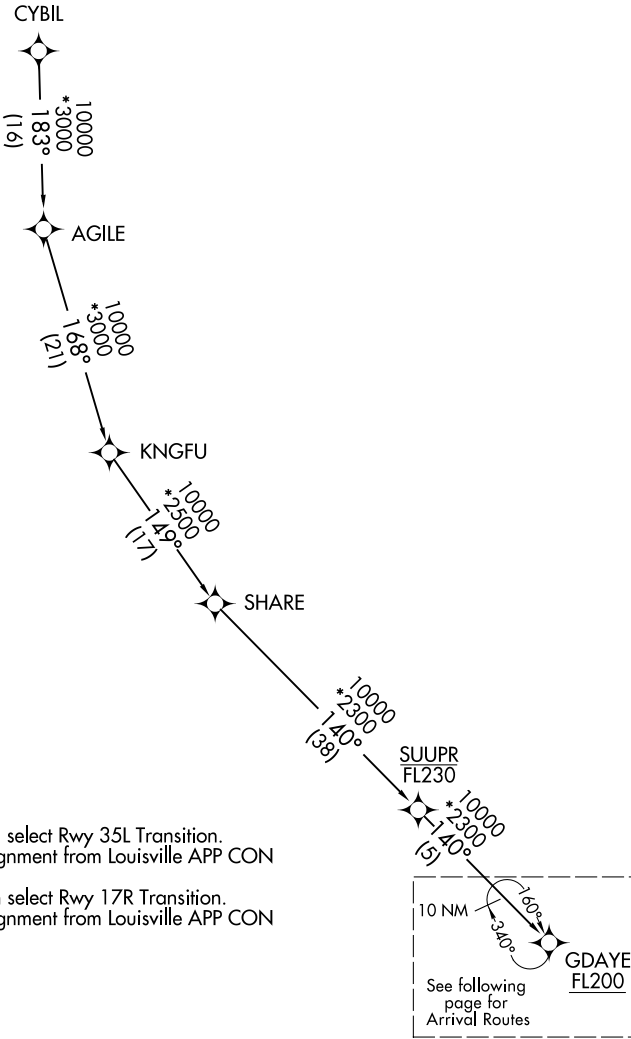 CYBIL
10000
*3000
183°
(16)
AGILE
10000
*3000
168°
(21)
KNGFU
10000
*2500
149°
(17)
SHARE
10000
*2300
140°
(38)
SUUPR
FL230
10000
*2300
140°
(5)
select Rwy 35L Transition.
gnment from Louisville APP CON
select Rwy 17R Transition.
gnment from Louisville APP CON
10 NM
160°
340°
GDAYE
FL200
See following
page for
Arrival Routes